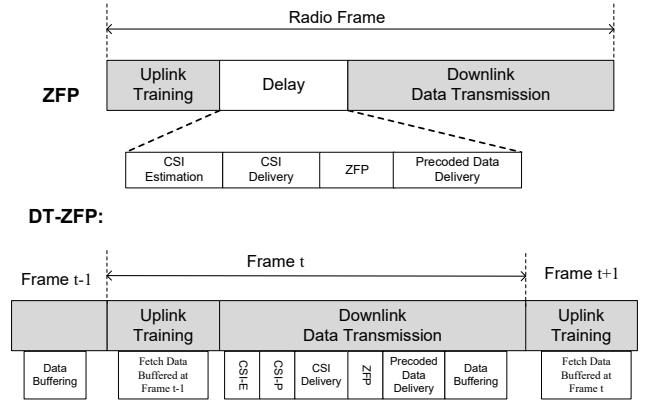 Radio Frame
ZFP
Uplink
Training
Delay
Downlink
Data Transmission
CSI
Estimation
CSI
Delivery
ZFP
Precoded Data
Delivery
DT-ZFP:
Frame t-1
Frame t
Frame t+1
Uplink
Training
Downlink
Data Transmission
Uplink
Training
Data
Buffering
Fetch Data
Buffered at
Frame t-1
CSI-E
CSI-P
CSI
Delivery
ZFP
Precoded
Data
Delivery
Data
Buffering
Fetch Data
Buffered at
Frame t